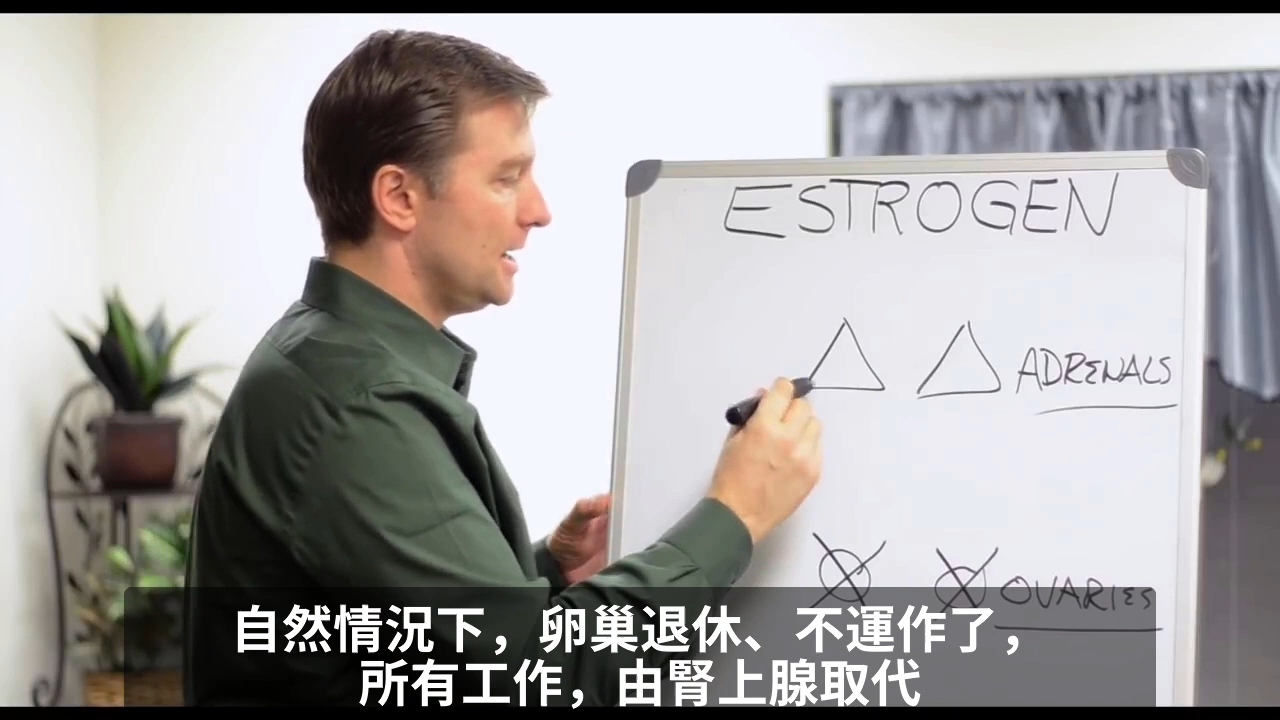 ESTROGEN
ADRENALS
OVARIES
自然情況下，卵巢退休、不運作了，
所有工作，由腎上腺取代